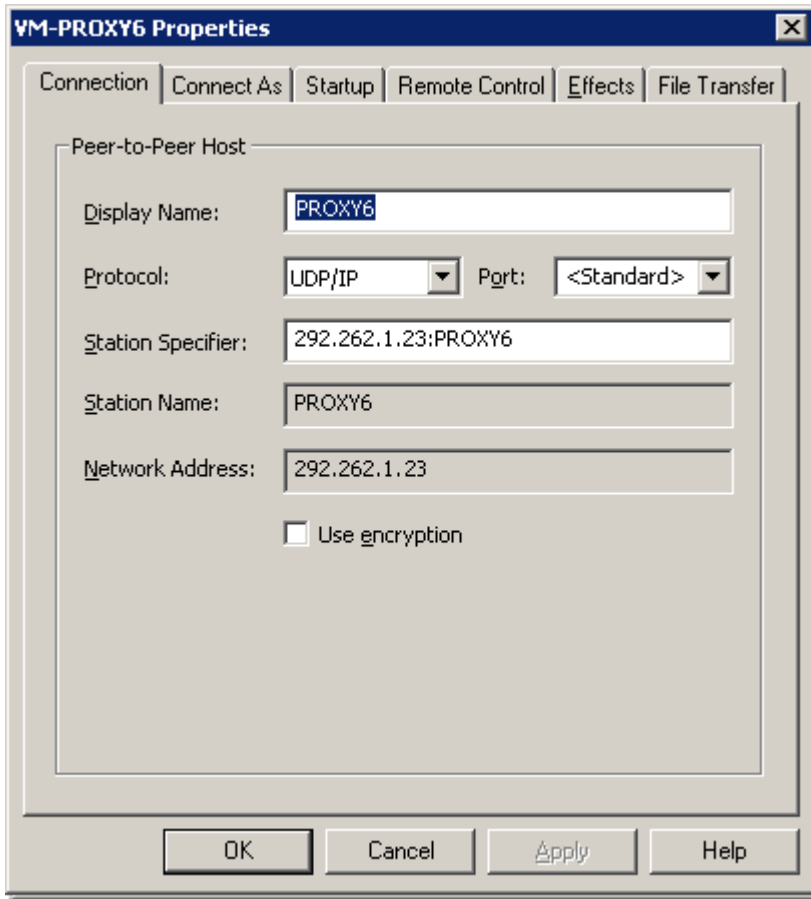 VM-PROXY6 Properties
Connection Connect As Startup Remote Control Effects File Transfer
Peer-to-Peer Host
Display Name: PROXY6
Protocol: UDP/IP Port: <Standard>
Station Specifier: 292.262.1.23:PROXY6
Station Name: PROXY6
Network Address: 292.262.1.23
Use encryption
OK Cancel Apply Help